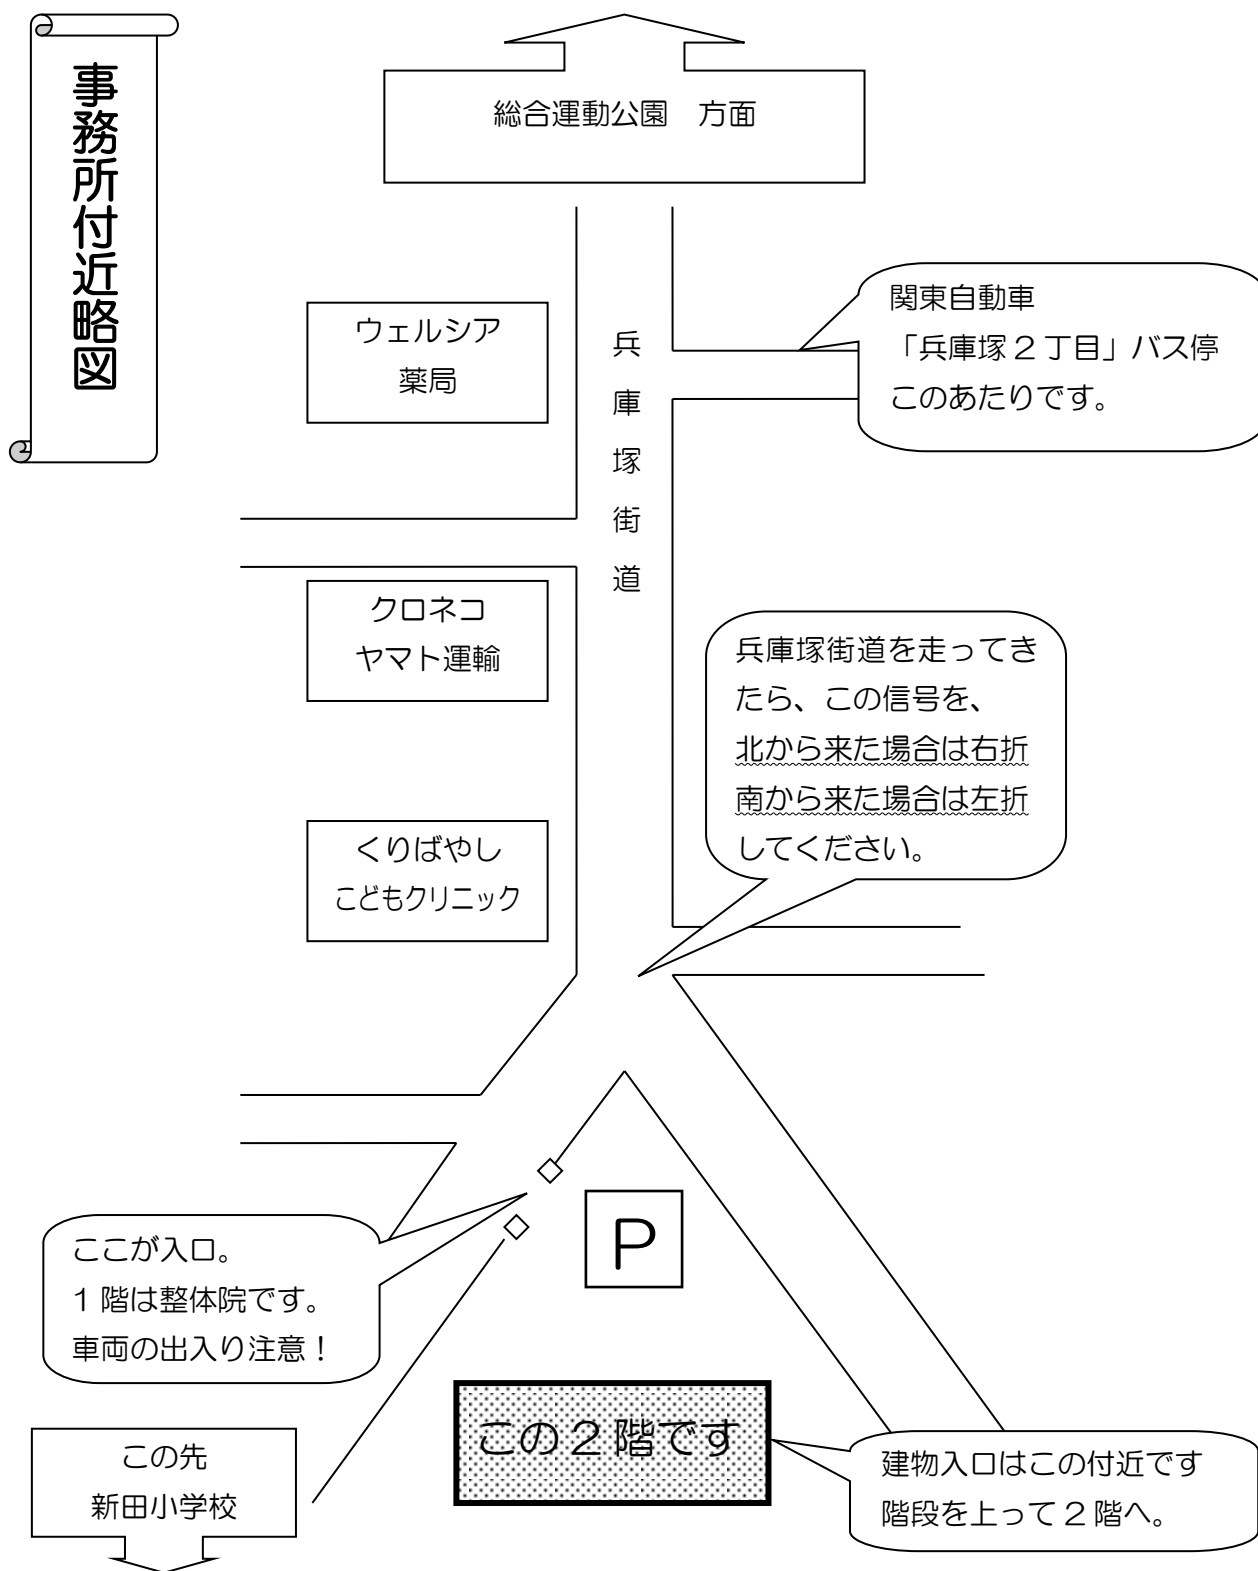 事務所付近略図
総合運動公園　方面
ウェルシア
薬局
兵庫塚街道
関東自動車
「兵庫塚２丁目」バス停
このあたりです。
クロネコ
ヤマト運輸
兵庫塚街道を走ってき
たら、この信号を、
北から来た場合は右折
南から来た場合は左折
してください。
くりばやし
こどもクリニック
ここが入口。
１階は整体院です。
車両の出入り注意！
P
この２階です
この先
新田小学校
建物入口はこの付近です
階段を上って２階へ。